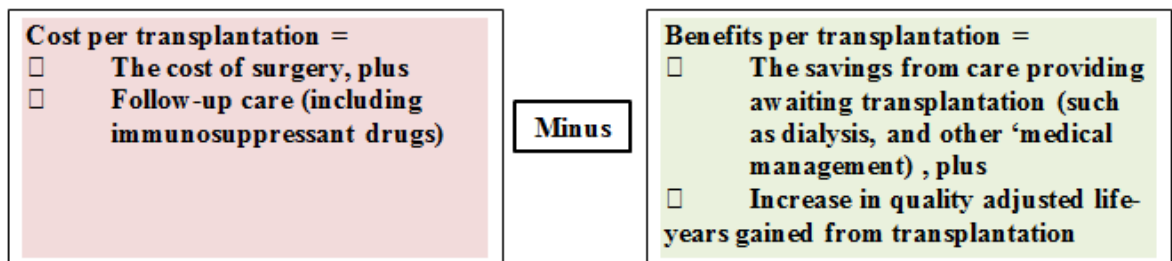 Cost per transplantation =
□ The cost of surgery, plus
□ Follow-up care (including
immunosuppressant drugs)
Minus
Benefits per transplantation =
□ The savings from care providing
awaiting transplantation (such
as dialysis, and other ‘medical
management) , plus
□ Increase in quality adjusted life-
years gained from transplantation